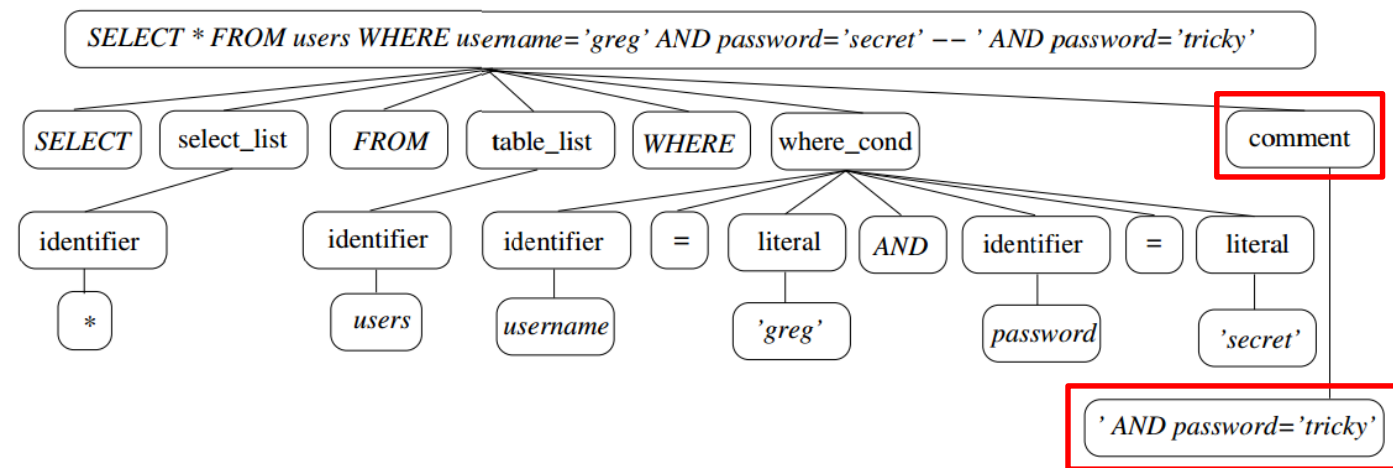 SELECT * FROM users WHERE username='greg' AND password='secret' −− ' AND password='tricky'
SELECT select_list FROM table_list WHERE where_cond comment
identifier identifier identifier = literal AND identifier = literal
* users username 'greg' password 'secret'
' AND password='tricky'